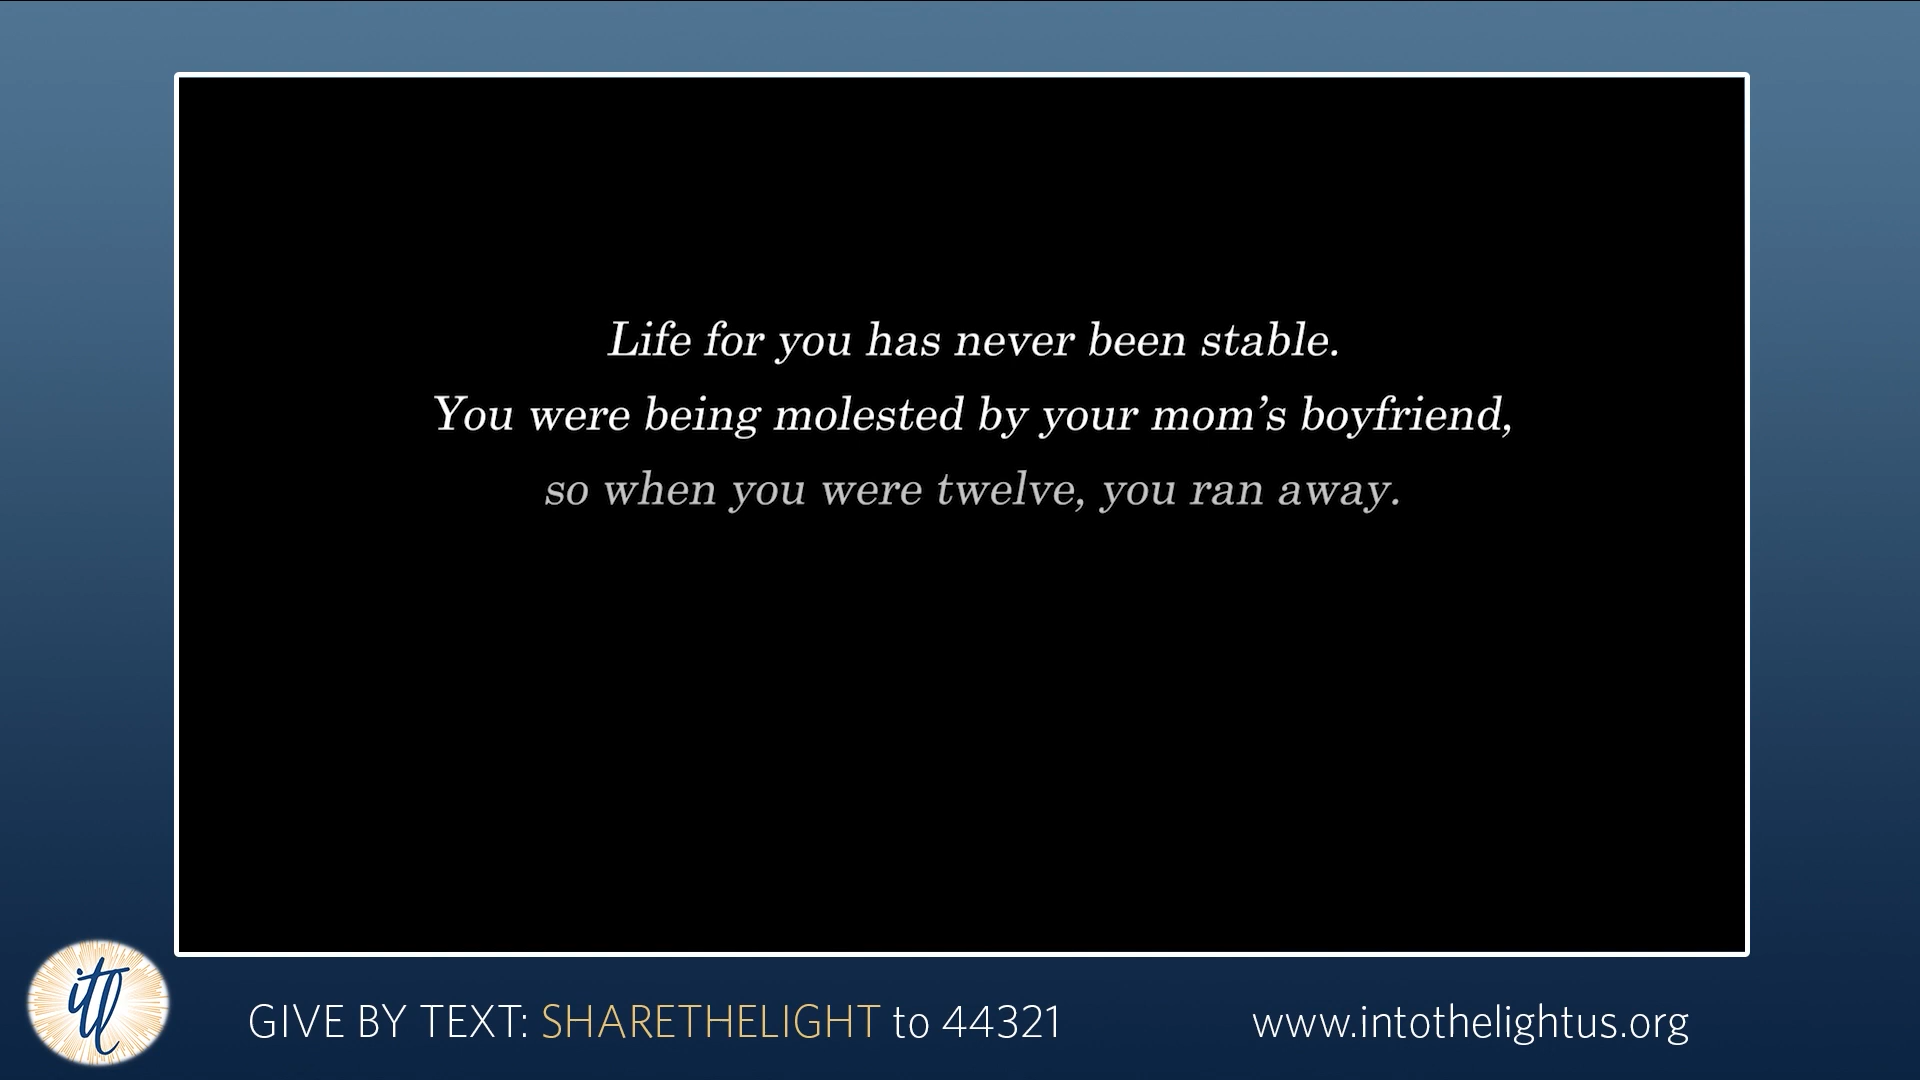 Life for you has never been stable.
You were being molested by your mom’s boyfriend,
so when you were twelve, you ran away.
itl
GIVE BY TEXT: SHARETHELIGHT to 44321
www.intothelightus.org